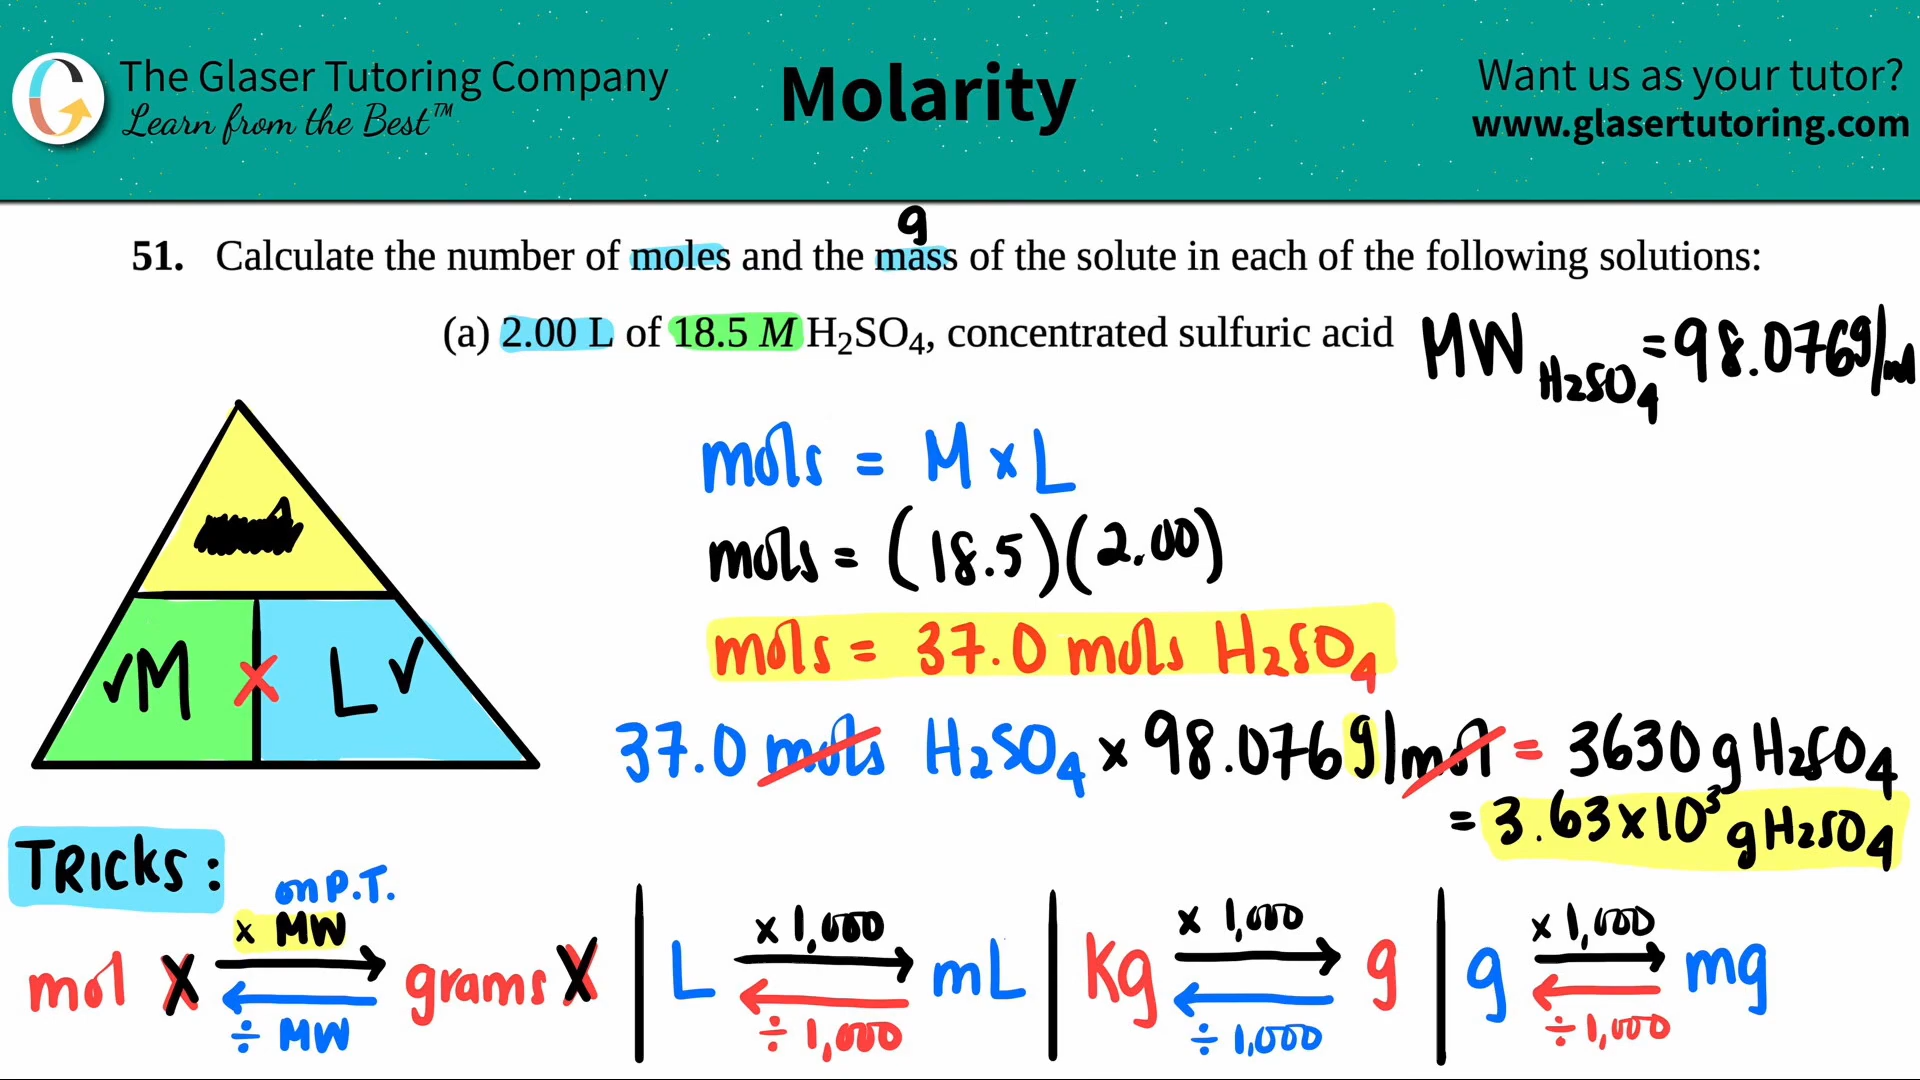 The Glaser Tutoring Company
Learn from the Best™
Molarity
Want us as your tutor?
www.glasertutoring.com
g
51. Calculate the number of moles and the mass of the solute in each of the following solutions:
(a) 2.00 L of 18.5 M H₂SO₄, concentrated sulfuric acid
MW H₂SO₄ = 98.076g/mol
mols = M × L
mols = (18.5)(2.00)
mols = 37.0 mols H₂SO₄
✓M × L✓
37.0 mols H₂SO₄ × 98.076g/mol = 3630 g H₂SO₄
= 3.63×10³ g H₂SO₄
TRICKS:
on P.T.
× MW
mol X grams X
÷ MW
× 1,000
L mL
÷ 1,000
× 1,000
Kg g
÷ 1,000
× 1,000
g mg
÷ 1,000